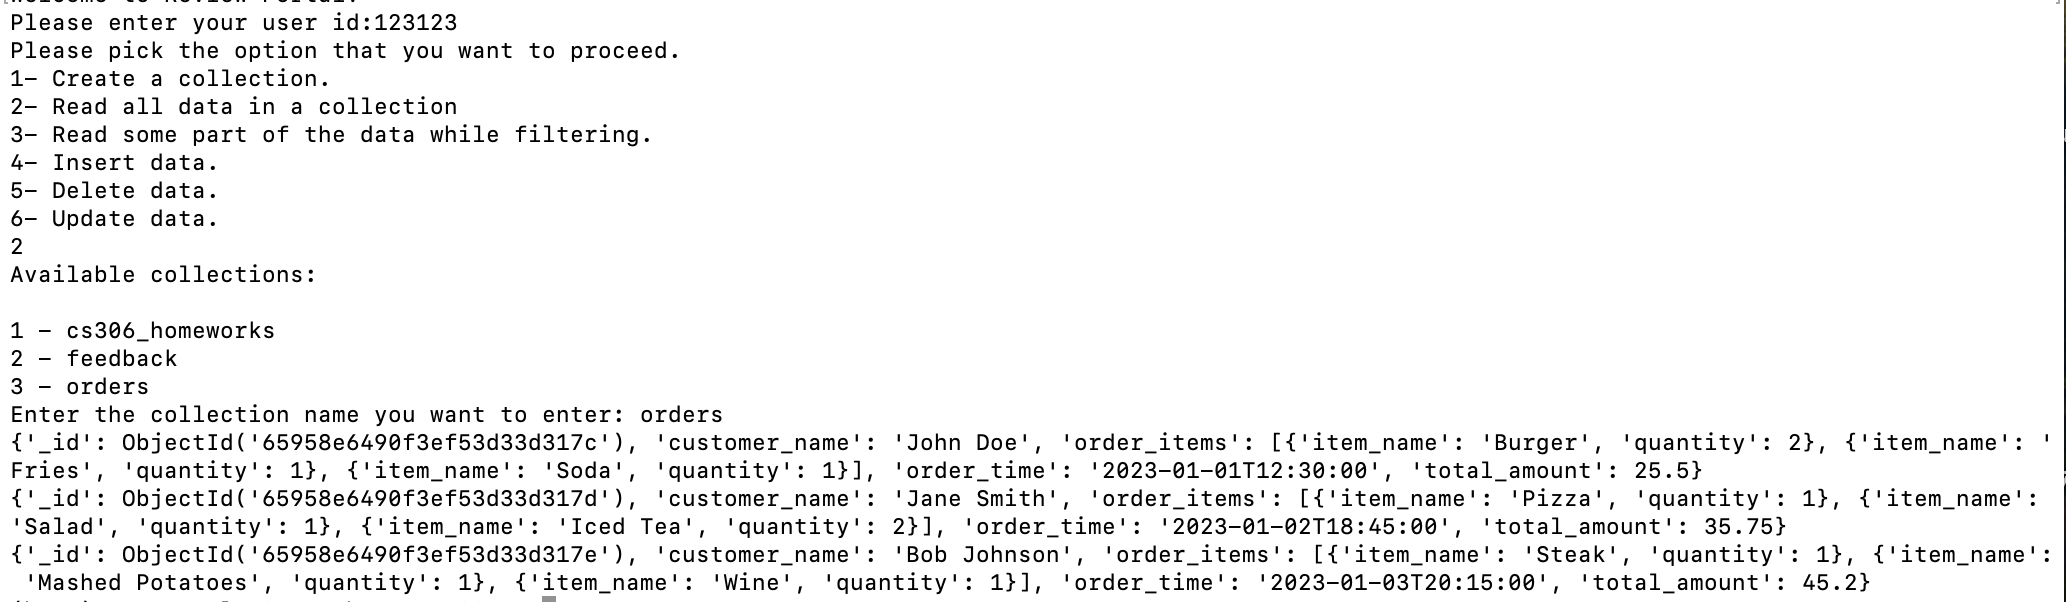 Please enter your user id:123123
Please pick the option that you want to proceed.
1- Create a collection.
2- Read all data in a collection
3- Read some part of the data while filtering.
4- Insert data.
5- Delete data.
6- Update data.
2
Available collections:
1 - cs306_homeworks
2 - feedback
3 - orders
Enter the collection name you want to enter: orders
{'_id': ObjectId('65958e6490f3ef53d33d317c'), 'customer_name': 'John Doe', 'order_items': [{'item_name': 'Burger', 'quantity': 2}, {'item_name': '
Fries', 'quantity': 1}, {'item_name': 'Soda', 'quantity': 1}], 'order_time': '2023-01-01T12:30:00', 'total_amount': 25.5}
{'_id': ObjectId('65958e6490f3ef53d33d317d'), 'customer_name': 'Jane Smith', 'order_items': [{'item_name': 'Pizza', 'quantity': 1}, {'item_name':
'Salad', 'quantity': 1}, {'item_name': 'Iced Tea', 'quantity': 2}], 'order_time': '2023-01-02T18:45:00', 'total_amount': 35.75}
{'_id': ObjectId('65958e6490f3ef53d33d317e'), 'customer_name': 'Bob Johnson', 'order_items': [{'item_name': 'Steak', 'quantity': 1}, {'item_name':
 'Mashed Potatoes', 'quantity': 1}, {'item_name': 'Wine', 'quantity': 1}], 'order_time': '2023-01-03T20:15:00', 'total_amount': 45.2}